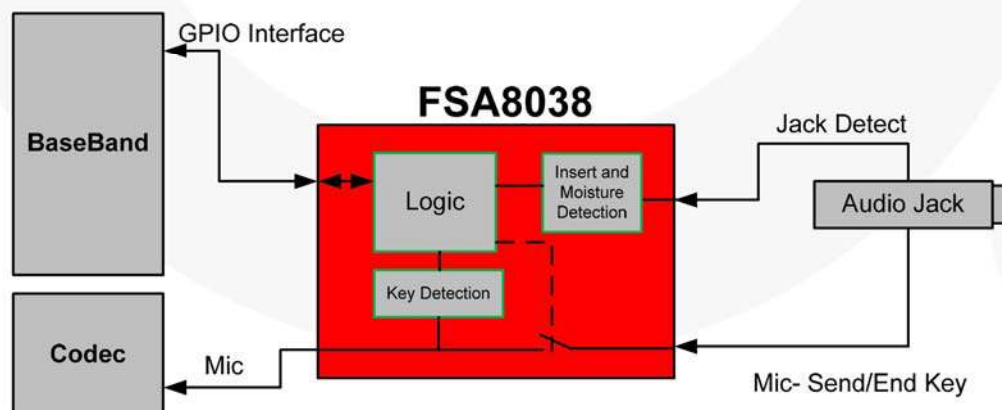 GPIO Interface
BaseBand
FSA8038
Jack Detect
Logic
Insert and
Moisture
Detection
Audio Jack
Key Detection
Codec
Mic
Mic- Send/End Key